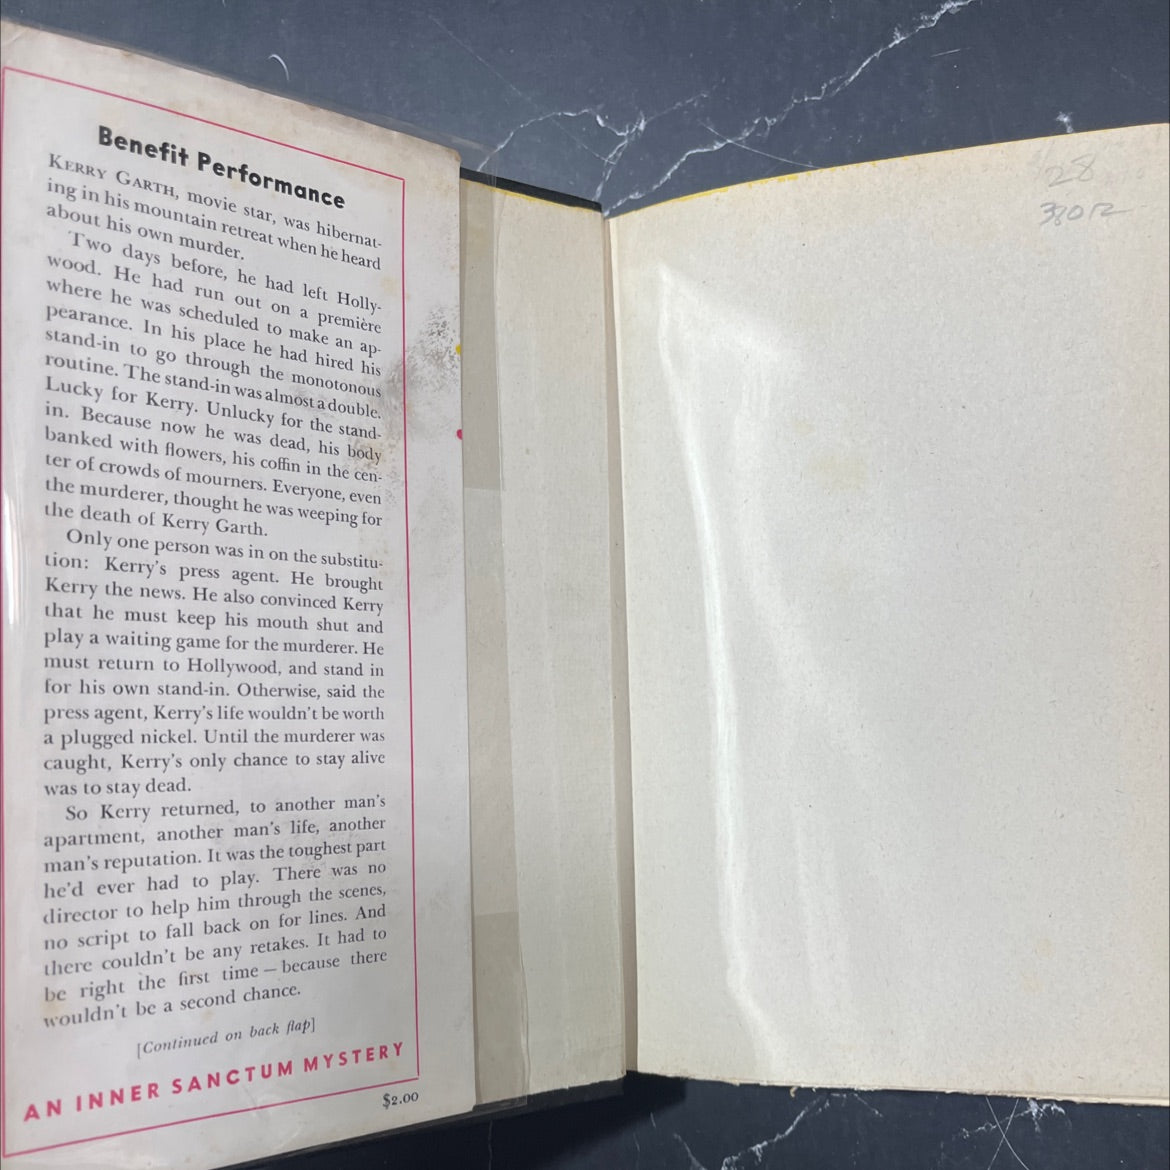 Benefit Performance
KERRY GARTH, movie star, was hibernat-
ing in his mountain retreat when he heard
about his own murder.
Two days before, he had left Holly-
wood. He had run out on a première
where he was scheduled to make an ap-
pearance. In his place he had hired his
stand-in to go through the monotonous
routine. The stand-in was almost a double.
Lucky for Kerry. Unlucky for the stand-
in. Because now he was dead, his body
banked with flowers, his coffin in the cen-
ter of crowds of mourners. Everyone, even
the murderer, thought he was weeping for
the death of Kerry Garth.
Only one person was in on the substitu-
tion: Kerry's press agent. He brought
Kerry the news. He also convinced Kerry
that he must keep his mouth shut and
play a waiting game for the murderer. He
must return to Hollywood, and stand in
for his own stand-in. Otherwise, said the
press agent, Kerry's life wouldn't be worth
a plugged nickel. Until the murderer was
caught, Kerry's only chance to stay alive
was to stay dead.
So Kerry returned, to another man's
apartment, another man's life, another
man's reputation. It was the toughest part
he'd ever had to play. There was no
director to help him through the scenes,
no script to fall back on for lines. And
there couldn't be any retakes. It had to
be right the first time — because there
wouldn't be a second chance.
[Continued on back flap]
AN INNER SANCTUM MYSTERY
$2.00
28